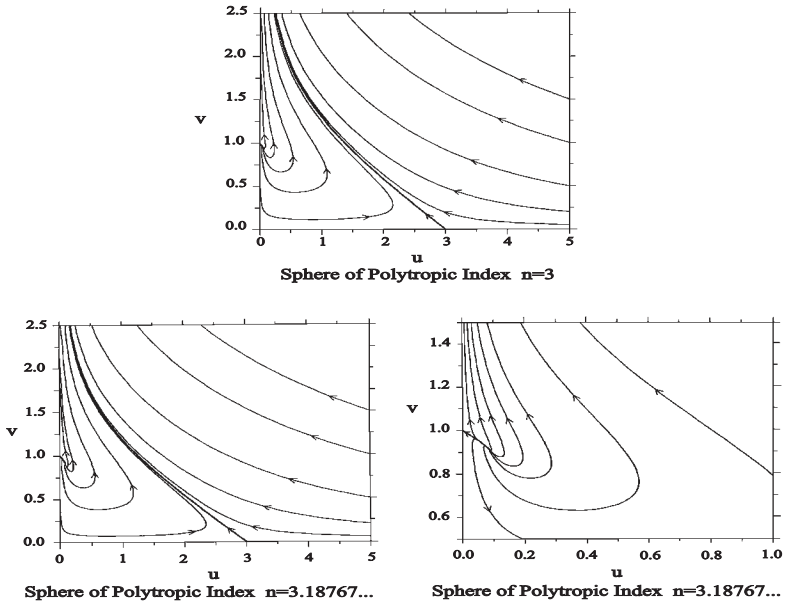 2.5
2.0
1.5
v
1.0
0.5
0.0
0 1 2 3 4 5
u
Sphere of Polytropic Index n=3
2.5
2.0
1.5
v
1.0
0.5
0.0
0 1 2 3 4 5
u
Sphere of Polytropic Index n=3.18767...
1.4
1.2
v
1.0
0.8
0.6
0.0 0.2 0.4 0.6 0.8 1.0
u
Sphere of Polytropic Index n=3.18767...